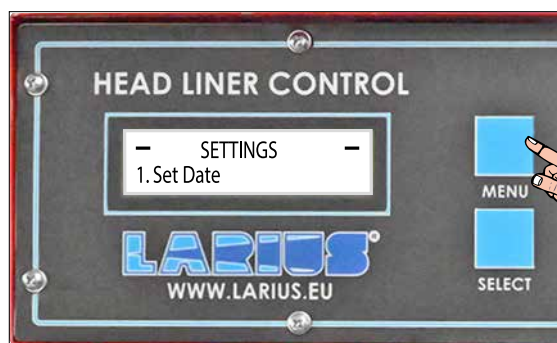 HEAD LINER CONTROL
– SETTINGS –
1. Set Date
MENU
LARIUS®
WWW.LARIUS.EU
SELECT